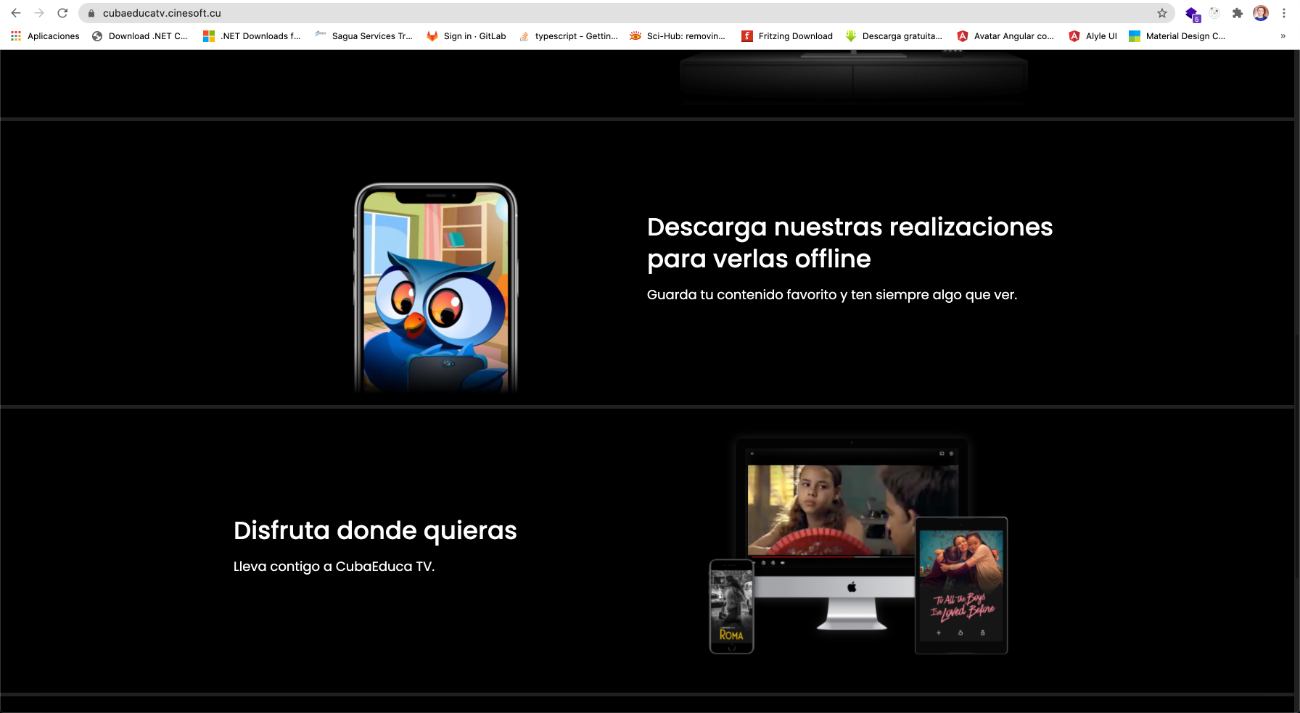 cubaeducatv.cinesoft.cu
6
Aplicaciones
Download .NET C...
.NET Downloads f...
Sagua Services Tr...
Sign in · GitLab
typescript - Gettin...
Sci-Hub: removin...
Fritzing Download
Descarga gratuita...
Avatar Angular co...
Alyle UI
Material Design C...
»
Descarga nuestras realizaciones
para verlas offline
Guarda tu contenido favorito y ten siempre algo que ver.
Disfruta donde quieras
Lleva contigo a CubaEduca TV.
ROMA
To All the Boys
I've Loved Before